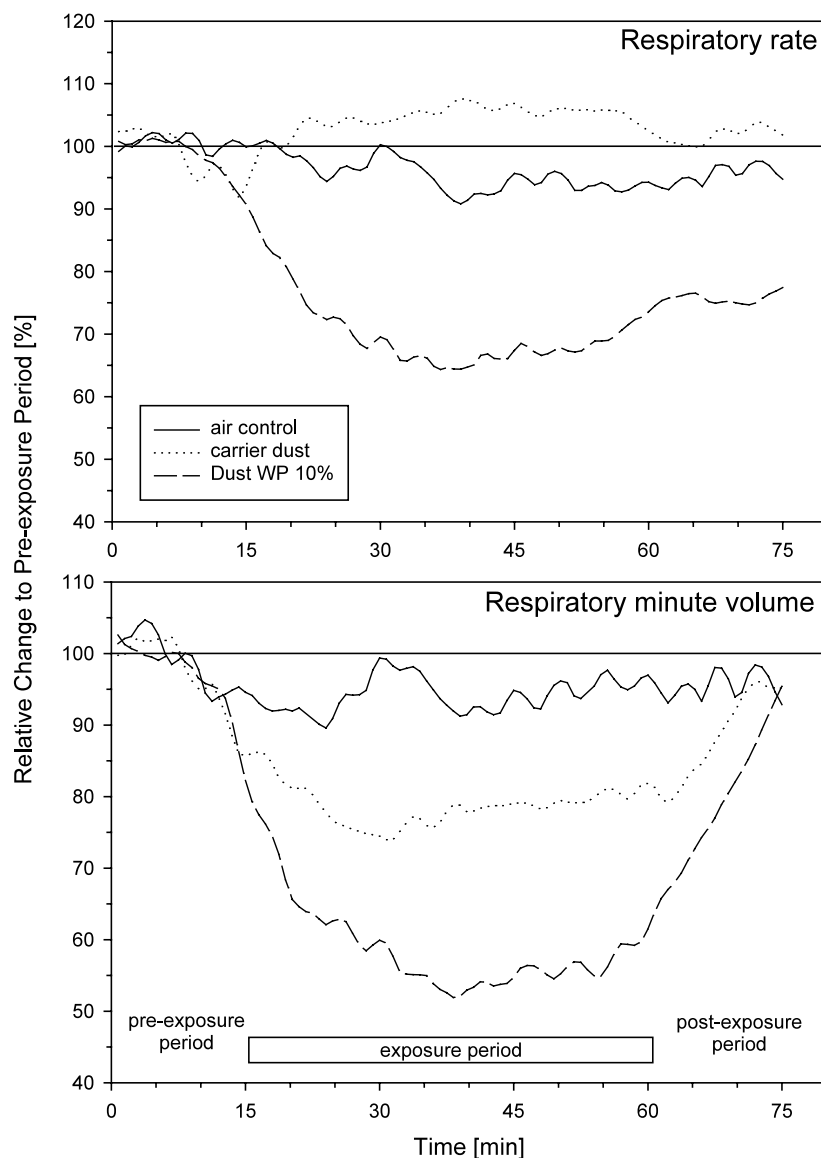 Relative Change to Pre-exposure Period [%]
Respiratory rate
120
110
100
90
80
70
60
50
40
air control
carrier dust
Dust WP 10%
0 15 30 45 60 75
Respiratory minute volume
110
100
90
80
70
60
50
40
pre-exposure
period
exposure period
post-exposure
period
0 15 30 45 60 75
Time [min]